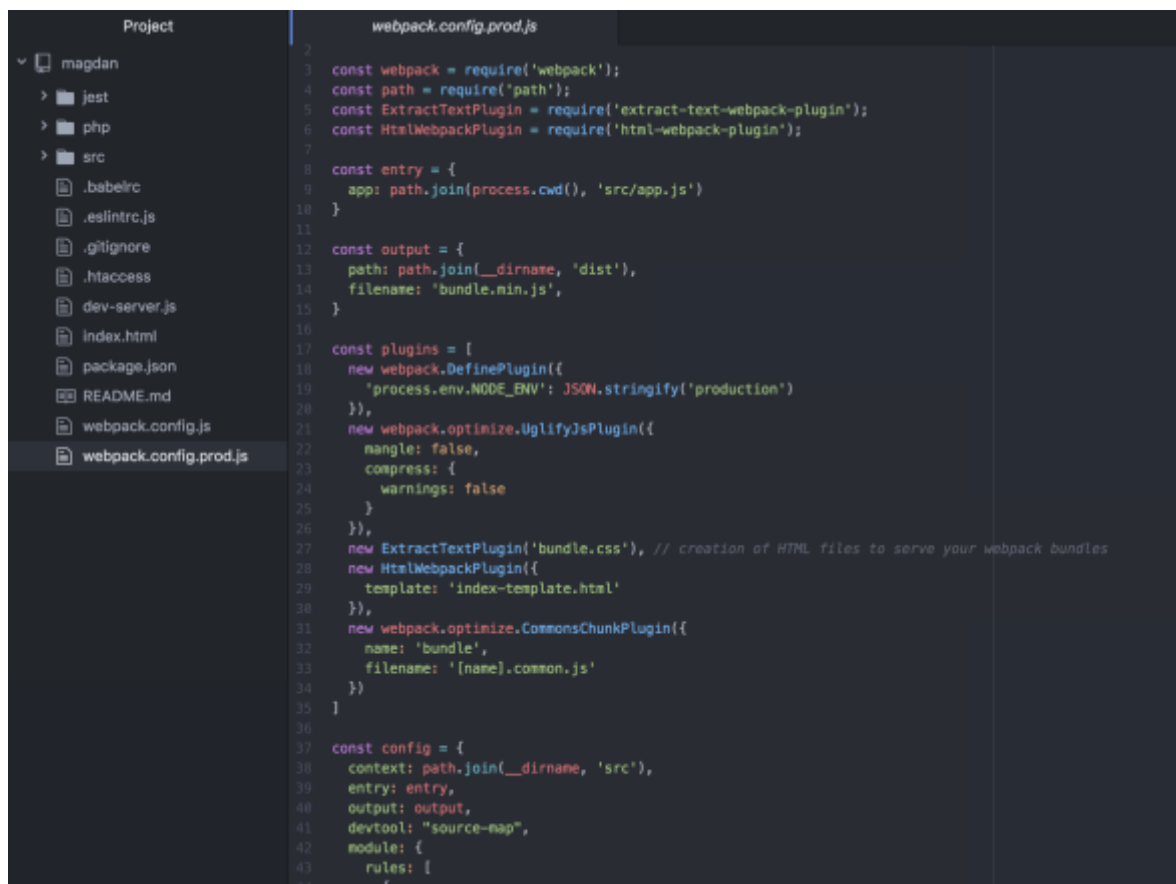 Project
magdan
jest
php
src
.babelrc
.eslintrc.js
.gitignore
.htaccess
dev-server.js
index.html
package.json
README.md
webpack.config.js
webpack.config.prod.js
webpack.config.prod.js
2
3 const webpack = require('webpack');
4 const path = require('path');
5 const ExtractTextPlugin = require('extract-text-webpack-plugin');
6 const HtmlWebpackPlugin = require('html-webpack-plugin');
7
8 const entry = {
9   app: path.join(process.cwd(), 'src/app.js')
10 }
11
12 const output = {
13   path: path.join(__dirname, 'dist'),
14   filename: 'bundle.min.js',
15 }
16
17 const plugins = [
18   new webpack.DefinePlugin({
19     'process.env.NODE_ENV': JSON.stringify('production')
20   }),
21   new webpack.optimize.UglifyJsPlugin({
22     mangle: false,
23     compress: {
24       warnings: false
25     }
26   }),
27   new ExtractTextPlugin('bundle.css'), // creation of HTML files to serve your webpack bundles
28   new HtmlWebpackPlugin({
29     template: 'index-template.html'
30   }),
31   new webpack.optimize.CommonsChunkPlugin({
32     name: 'bundle',
33     filename: '[name].common.js'
34   })
35 ]
36
37 const config = {
38   context: path.join(__dirname, 'src'),
39   entry: entry,
40   output: output,
41   devtool: "source-map",
42   module: {
43     rules: [